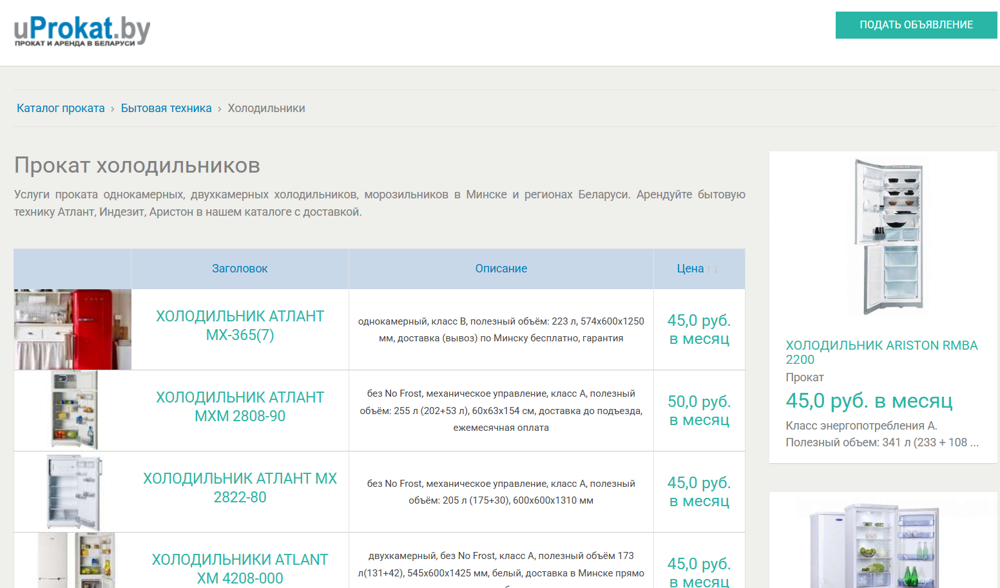 uProkat.by
ПРОКАТ И АРЕНДА В БЕЛАРУСИ
ПОДАТЬ ОБЪЯВЛЕНИЕ
Каталог проката › Бытовая техника › Холодильники
Прокат холодильников
Услуги проката однокамерных, двухкамерных холодильников, морозильников в Минске и регионах Беларуси. Арендуйте бытовую
технику Атлант, Индезит, Аристон в нашем каталоге с доставкой.
Заголовок
Описание
Цена ↑ ↓
ХОЛОДИЛЬНИК АТЛАНТ
МХ-365(7)
однокамерный, класс B, полезный объём: 223 л, 574x600x1250
мм, доставка (вывоз) по Минску бесплатно, гарантия
45,0 руб.
в месяц
ХОЛОДИЛЬНИК АТЛАНТ
МХМ 2808-90
без No Frost, механическое управление, класс A, полезный
объём: 255 л (202+53 л), 60x63x154 см, доставка до подъезда,
ежемесячная оплата
50,0 руб.
в месяц
ХОЛОДИЛЬНИК АТЛАНТ МХ
2822-80
без No Frost, механическое управление, класс A, полезный
объём: 205 л (175+30), 600x600x1310 мм
45,0 руб.
в месяц
ХОЛОДИЛЬНИКИ ATLANT
ХМ 4208-000
двухкамерный, без No Frost, класс A, полезный объём 173
л(131+42), 545x600x1425 мм, белый, доставка в Минске прямо
45,0 руб.
в месяц
ХОЛОДИЛЬНИК ARISTON RMBA
2200
Прокат
45,0 руб. в месяц
Класс энергопотребления А.
Полезный объем: 341 л (233 + 108 ...